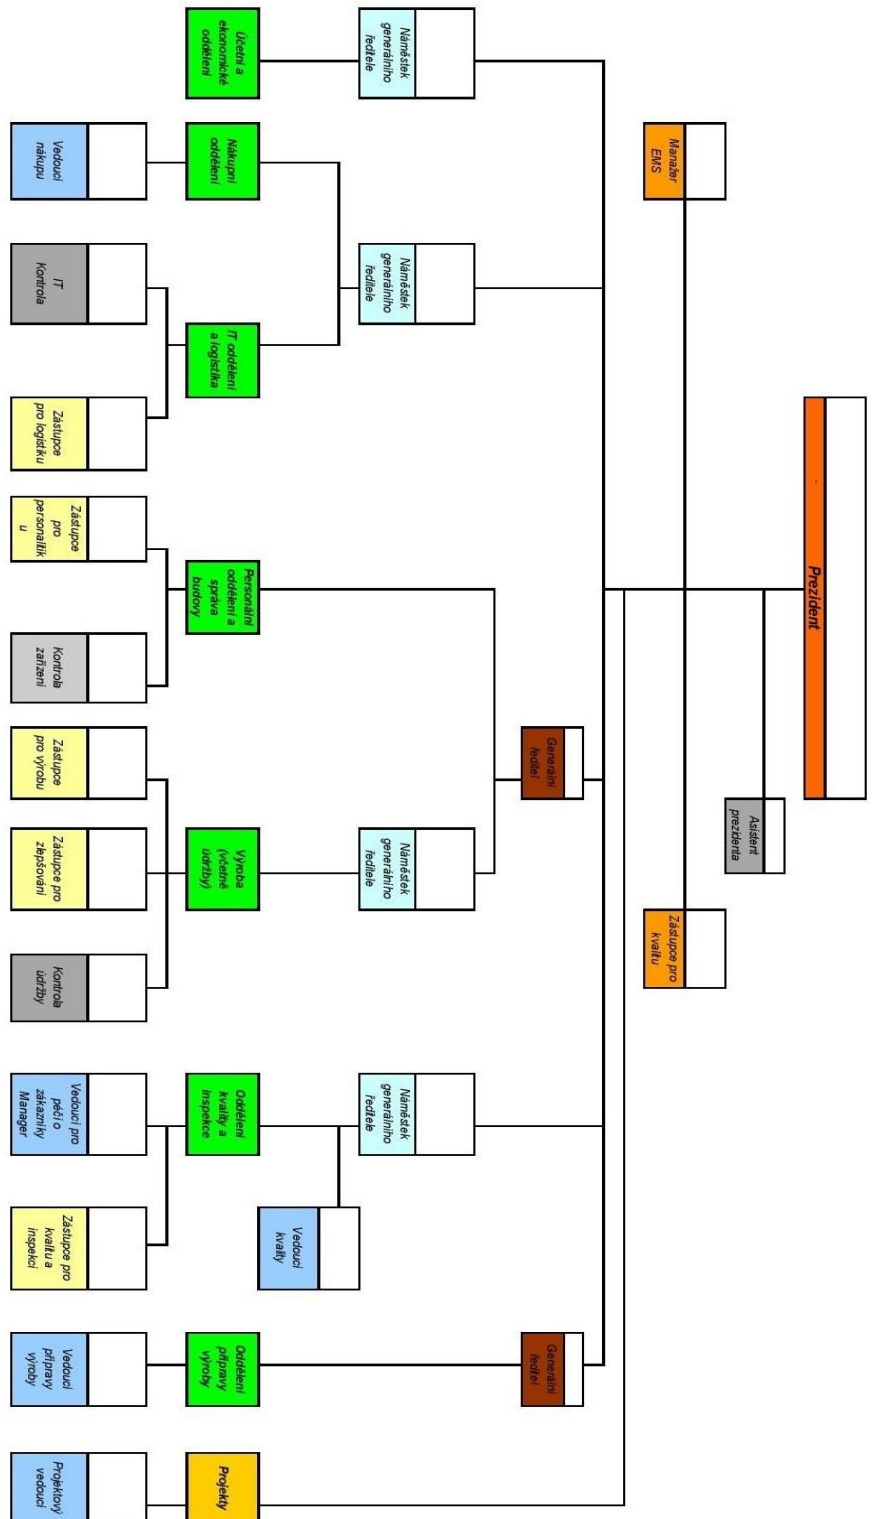 Prezident
Asistent
prezidenta
Manažer
EMS
Zástupce pro
kvalitu
Generální
ředitel
Generální
ředitel
Náměstek
generálního
ředitele
Náměstek
generálního
ředitele
Náměstek
generálního
ředitele
Náměstek
generálního
ředitele
Vedoucí
kvality
Účetní a
ekonomické
oddělení
Nákupní
oddělení
IT oddělení
a logistika
Personální
oddělení a
správa
budovy
Výroba
(včetně
údržby)
Oddělení
kvality a
inspekce
Oddělení
přípravy
výroby
Projekty
Vedoucí
nákupu
IT
Kontrola
Zástupce
pro logistiku
Zástupce
pro
personalitik
u
Kontrola
zařízení
Zástupce
pro výrobu
Zástupce pro
zlepšování
Kontrola
údržby
Vedoucí pro
péči o
zákazníky
Manager
Zástupce pro
kvalitu a
inspekci
Vedoucí
přípravy
výroby
Projektový
vedoucí